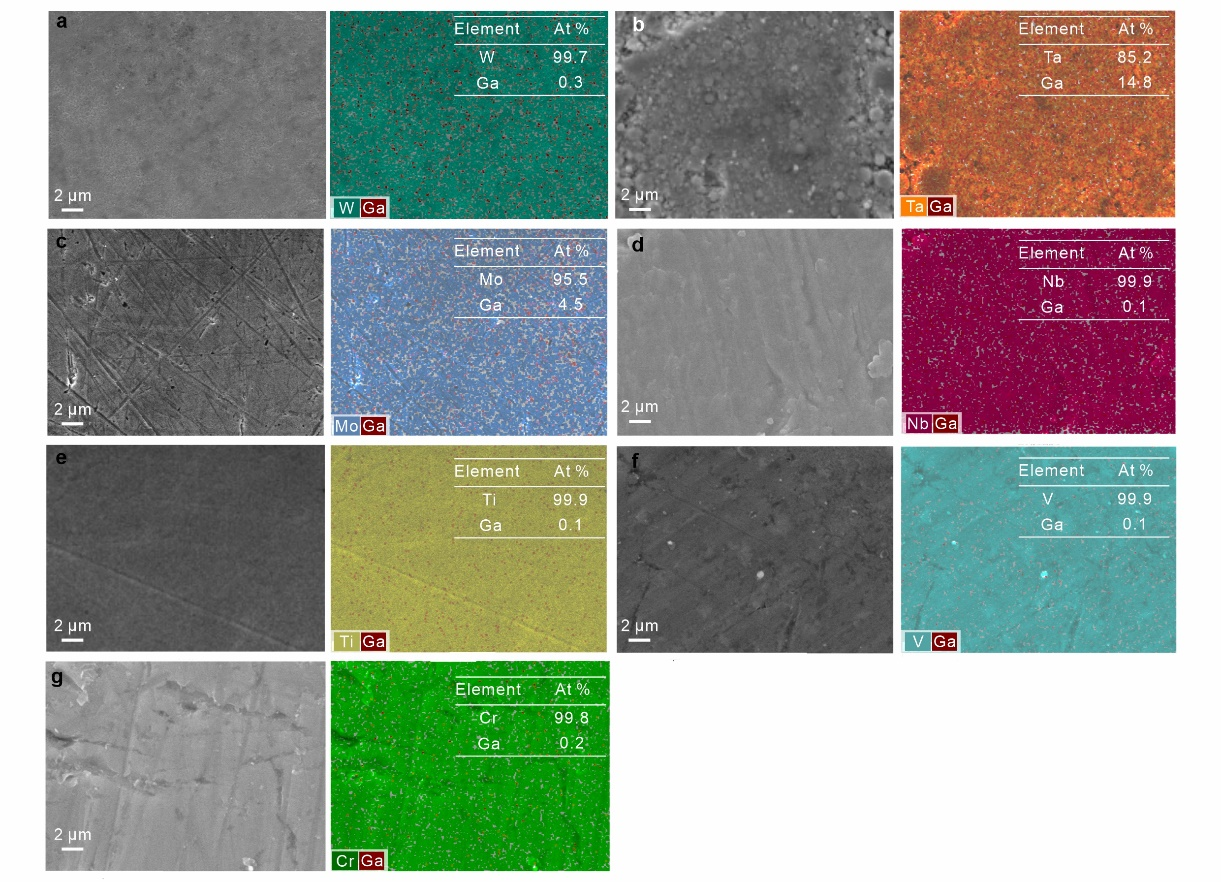 a
2 µm
Element At %
W 99.7
Ga 0.3
W Ga
b
2 µm
Element At %
Ta 85.2
Ga 14.8
Ta Ga
c
2 µm
Element At %
Mo 95.5
Ga 4.5
Mo Ga
d
2 µm
Element At %
Nb 99.9
Ga 0.1
Nb Ga
e
2 µm
Element At %
Ti 99.9
Ga 0.1
Ti Ga
f
2 µm
Element At %
V 99.9
Ga 0.1
V Ga
g
2 µm
Element At %
Cr 99.8
Ga 0.2
Cr Ga